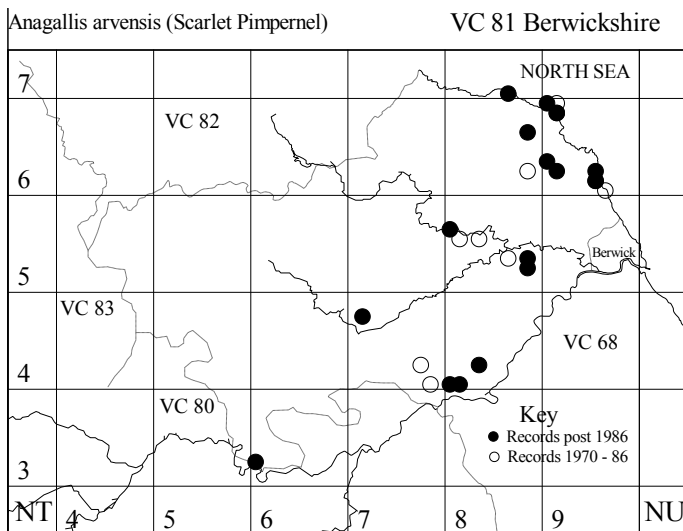 Anagallis arvensis (Scarlet Pimpernel) VC 81 Berwickshire
NORTH SEA
7
VC 82
6
Berwick
5
VC 83
VC 68
4
VC 80
Key
Records post 1986
Records 1970 - 86
3
NT 4 5 6 7 8 9 NU